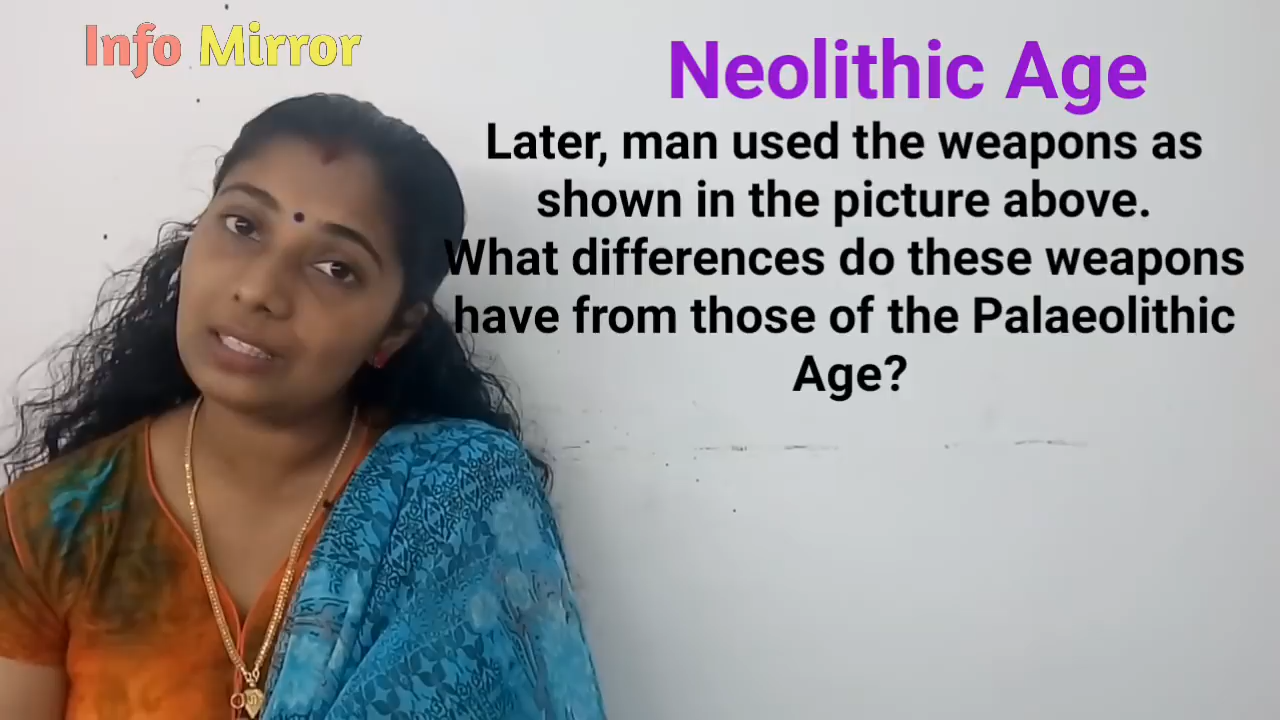 Info Mirror
Neolithic Age
Later, man used the weapons as
shown in the picture above.
What differences do these weapons
have from those of the Palaeolithic
Age?